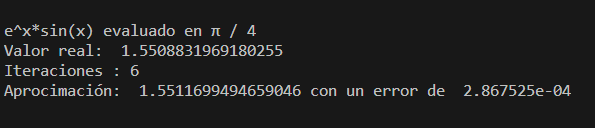 e^x*sin(x) evaluado en π / 4
Valor real:  1.5508831969180255
Iteraciones : 6
Aprocimación:  1.5511699494659046 con un error de  2.867525e-04